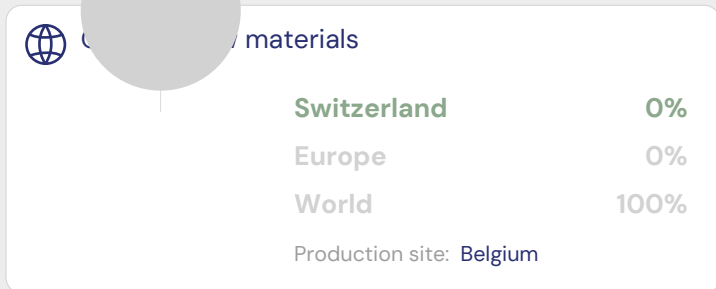 materials
Switzerland 0%
Europe 0%
World 100%
Production site: Belgium